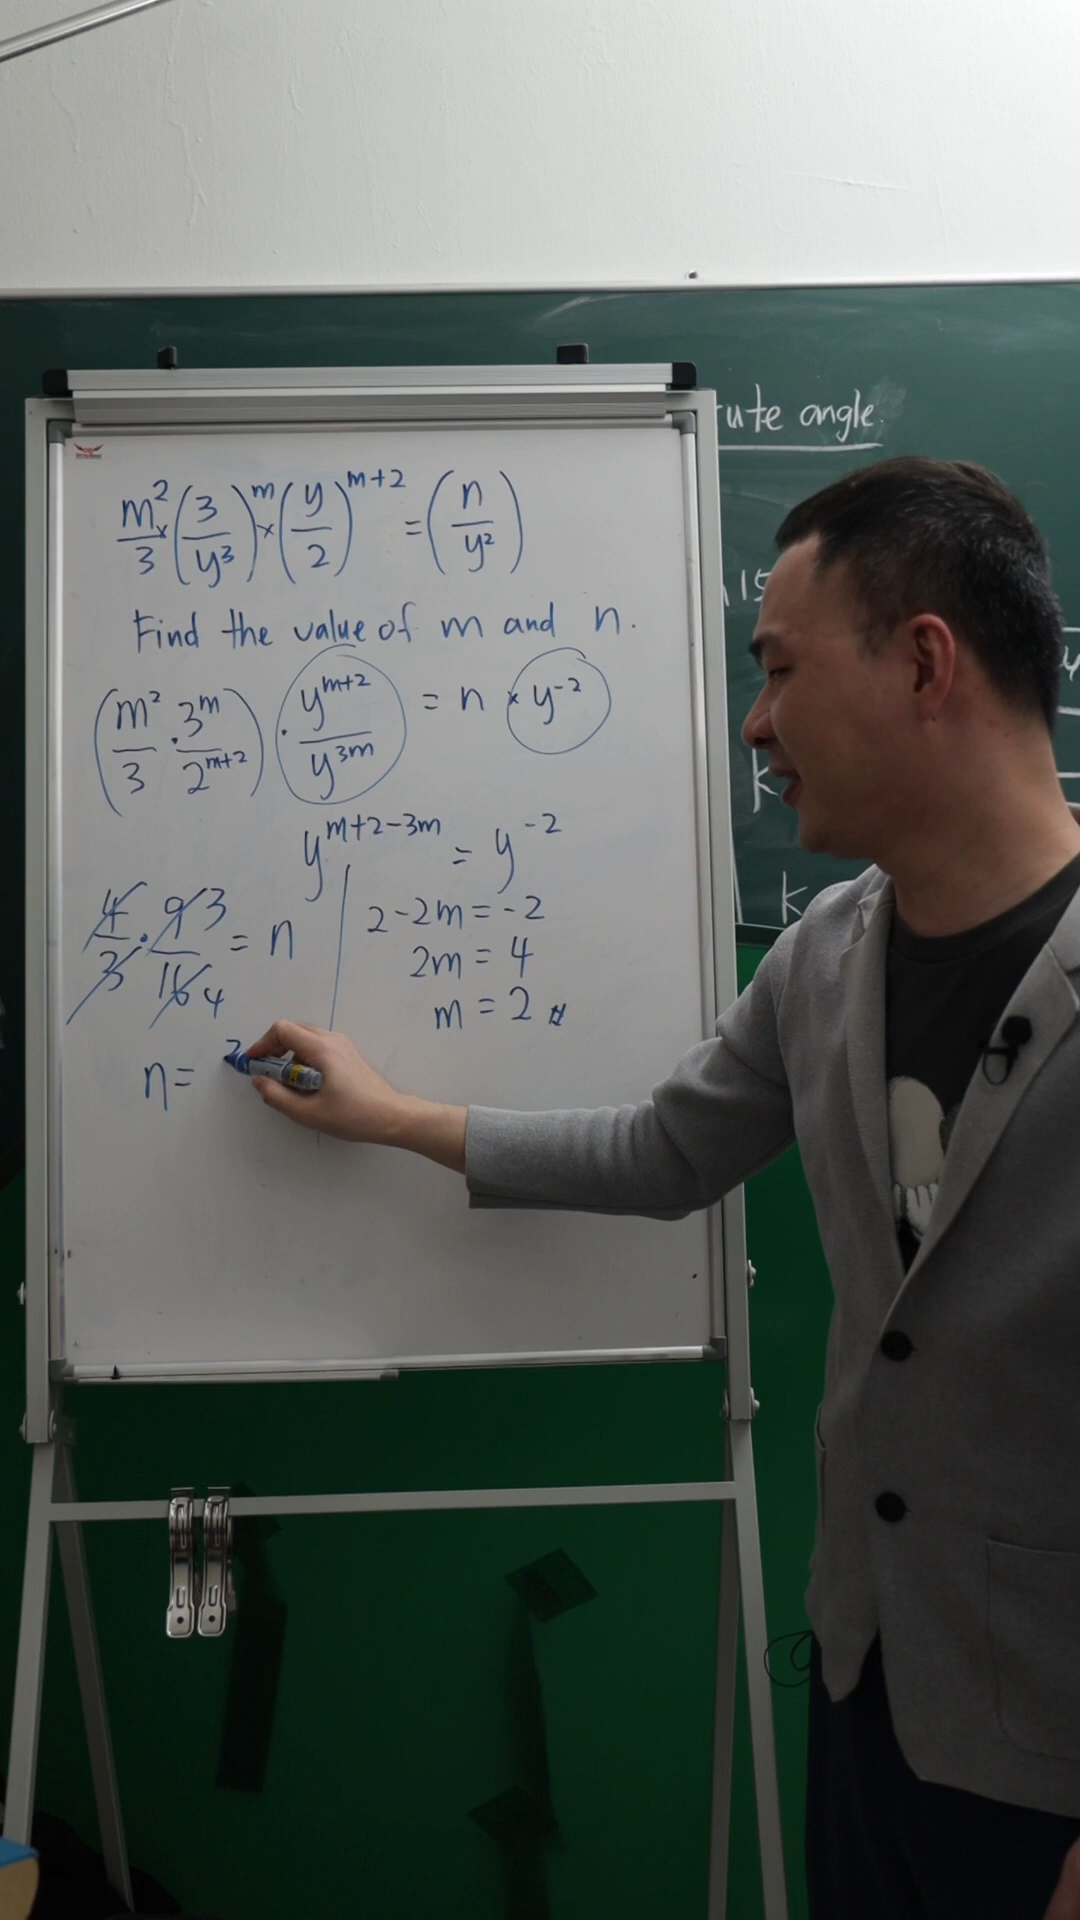 m²/3 × (3/y³)^m × (y/2)^(m+2) = (n/y²)
Find the value of m and n.
(m²/3 · 3^m/2^(m+2)) · y^(m+2)/y^(3m) = n × y^-2
y^(m+2-3m) = y^-2
4/3 · 9/16 = n
3
4
n =
2-2m = -2
2m = 4
m = 2
ute angle.
15
k
k